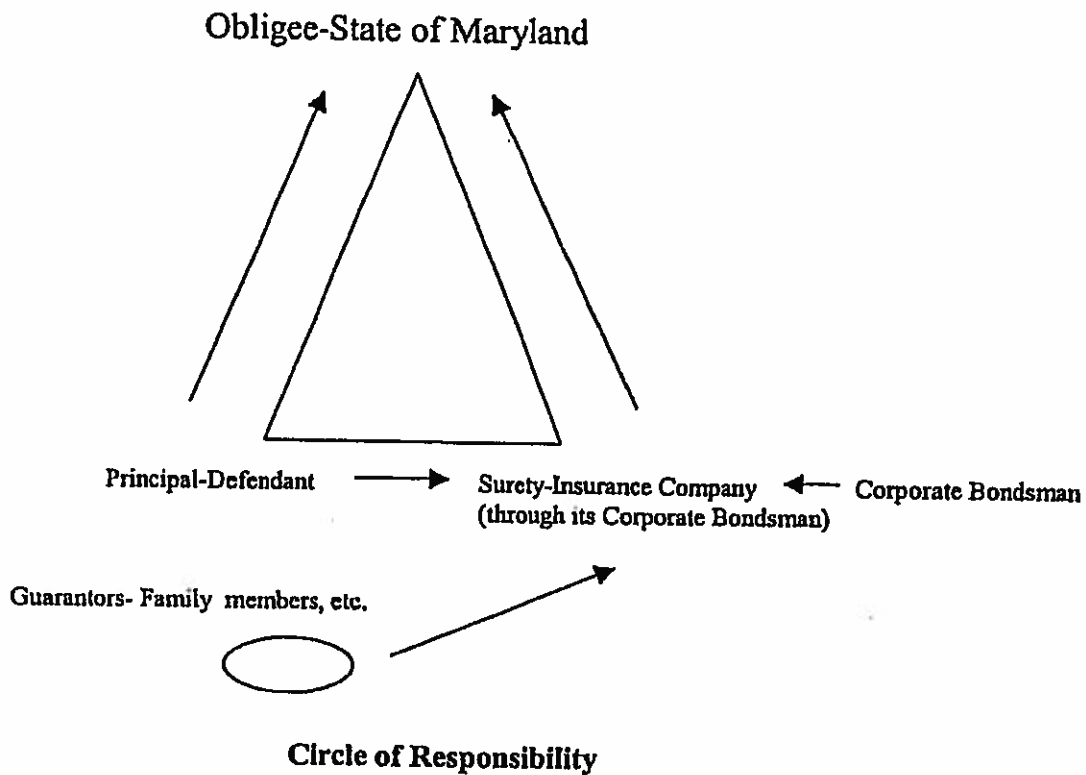 Obligee-State of Maryland
Principal-Defendant
Surety-Insurance Company
(through its Corporate Bondsman)
Corporate Bondsman
Guarantors- Family members, etc.
Circle of Responsibility